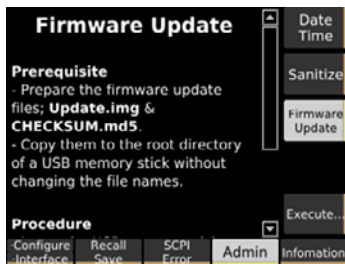 Firmware Update
Prerequisite
- Prepare the firmware update
files; Update.img &
CHECKSUM.md5.
- Copy them to the root directory
of a USB memory stick without
changing the file names.
Procedure
Date
Time
Sanitize
Firmware
Update
Execute...
Configure
Interface
Recall
Save
SCPI
Error
Admin
Infomation